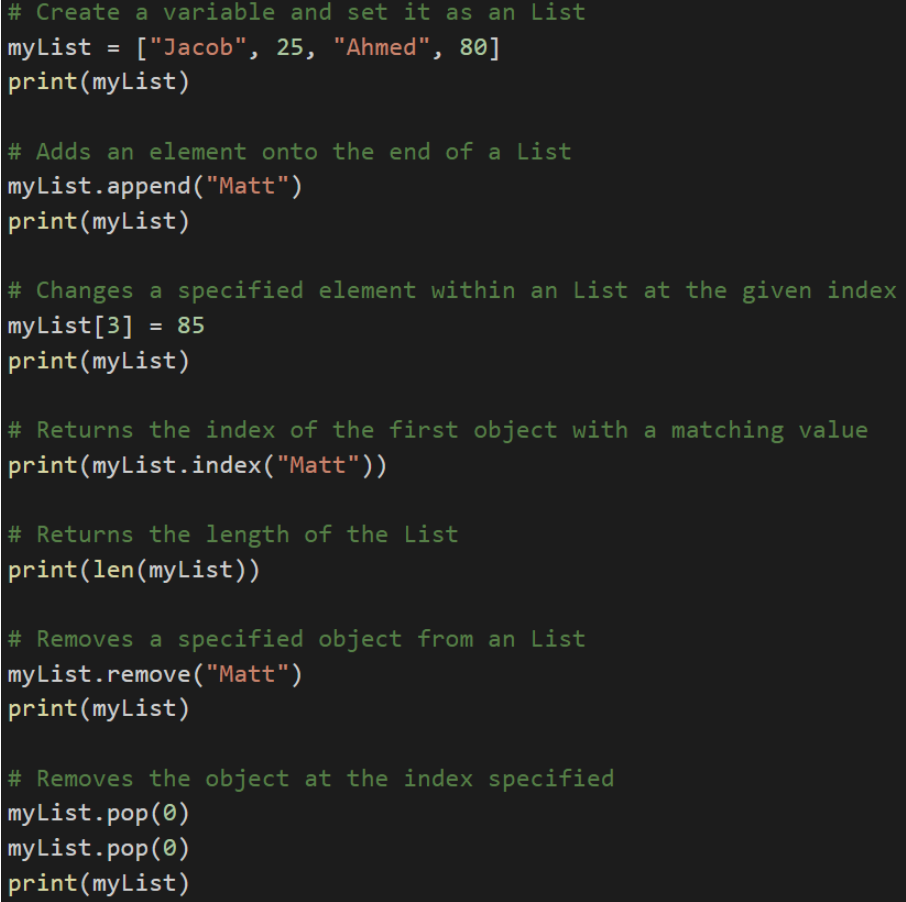 # Create a variable and set it as an List
myList = ["Jacob", 25, "Ahmed", 80]
print(myList)
# Adds an element onto the end of a List
myList.append("Matt")
print(myList)
# Changes a specified element within an List at the given index
myList[3] = 85
print(myList)
# Returns the index of the first object with a matching value
print(myList.index("Matt"))
# Returns the length of the List
print(len(myList))
# Removes a specified object from an List
myList.remove("Matt")
print(myList)
# Removes the object at the index specified
myList.pop(0)
myList.pop(0)
print(myList)